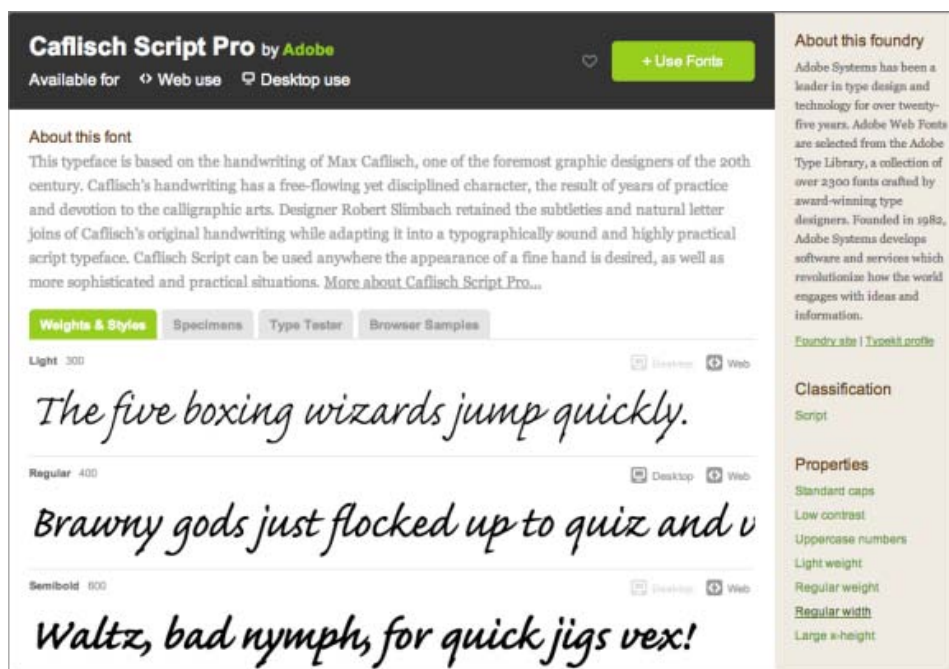 Caflisch Script Pro by Adobe
Available for Web use Desktop use
+ Use Fonts
About this font
This typeface is based on the handwriting of Max Caflisch, one of the foremost graphic designers of the 20th
century. Caflisch's handwriting has a free-flowing yet disciplined character, the result of years of practice
and devotion to the calligraphic arts. Designer Robert Slimbach retained the subtleties and natural letter
joins of Caflisch's original handwriting while adapting it into a typographically sound and highly practical
script typeface. Caflisch Script can be used anywhere the appearance of a fine hand is desired, as well as
more sophisticated and practical situations. More about Caflisch Script Pro...
Weights & Styles Specimens Type Tester Browser Samples
Light 300 Desktop Web
The five boxing wizards jump quickly.
Regular 400 Desktop Web
Brawny gods just flocked up to quiz and v
Semibold 600 Desktop Web
Waltz, bad nymph, for quick jigs vex!
About this foundry
Adobe Systems has been a
leader in type design and
technology for over twenty-
five years. Adobe Web Fonts
are selected from the Adobe
Type Library, a collection of
over 2300 fonts crafted by
award-winning type
designers. Founded in 1982,
Adobe Systems develops
software and services which
revolutionize how the world
engages with ideas and
information.
Foundry site | Typekit profile
Classification
Script
Properties
Standard caps
Low contrast
Uppercase numbers
Light weight
Regular weight
Regular width
Large x-height